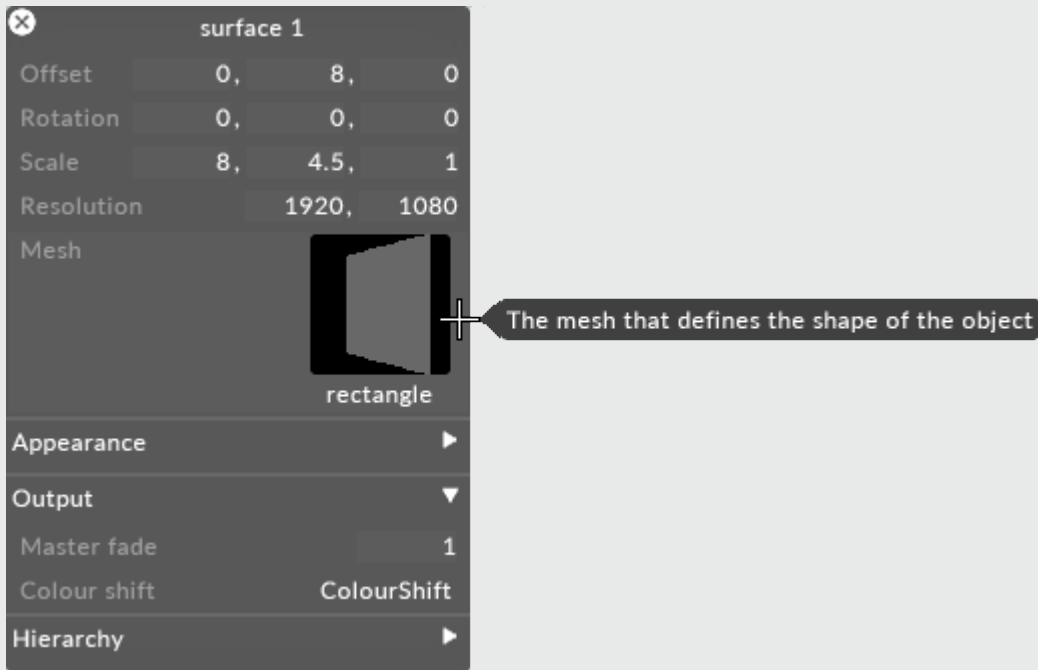 surface 1
Offset 0, 8, 0
Rotation 0, 0, 0
Scale 8, 4.5, 1
Resolution 1920, 1080
Mesh
The mesh that defines the shape of the object
rectangle
Appearance
Output
Master fade 1
Colour shift ColourShift
Hierarchy